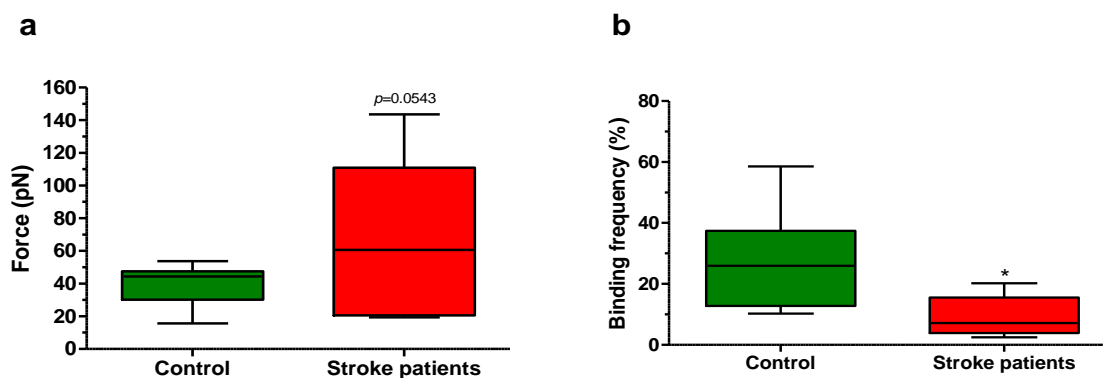 a
b
160
140
120
100
80
60
40
20
0
Force (pN)
p=0.0543
Control
Stroke patients
80
60
40
20
0
Binding frequency (%)
*
Control
Stroke patients